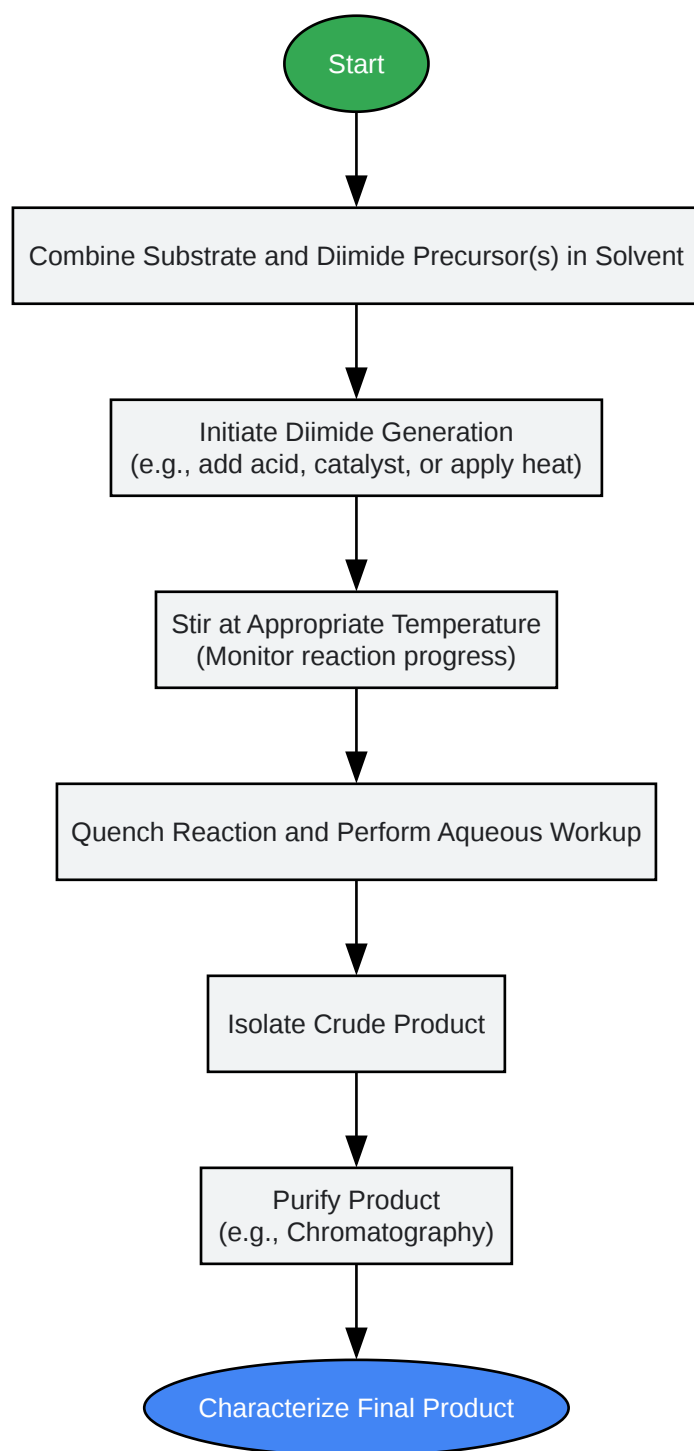 Start
Combine Substrate and Diimide Precursor(s) in Solvent
Initiate Diimide Generation
(e.g., add acid, catalyst, or apply heat)
Stir at Appropriate Temperature
(Monitor reaction progress)
Quench Reaction and Perform Aqueous Workup
Isolate Crude Product
Purify Product
(e.g., Chromatography)
Characterize Final Product